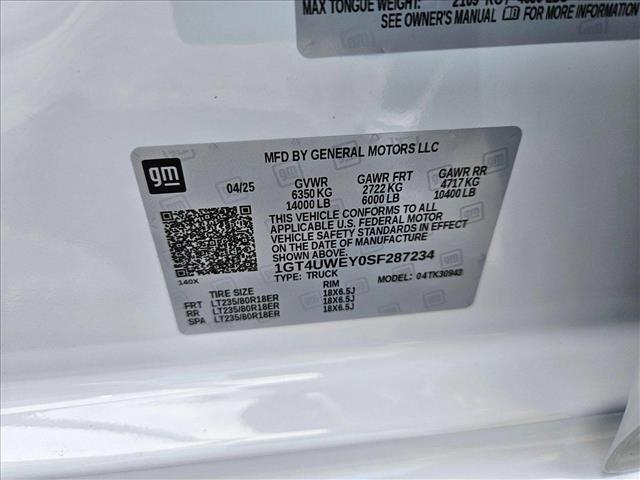 MAX TONGUE WEIGHT:
SEE OWNER'S MANUAL FOR MORE INFORMATION.
MFD BY GENERAL MOTORS LLC
gm
04/25 GVWR GAWR FRT GAWR RR
6350 KG 2722 KG 4717 KG
14000 LB 6000 LB 10400 LB
THIS VEHICLE CONFORMS TO ALL
APPLICABLE U.S. FEDERAL MOTOR
VEHICLE SAFETY STANDARDS IN EFFECT
ON THE DATE OF MANUFACTURE SHOWN ABOVE.
1GT4UWEY0SF287234
140X TYPE: TRUCK MODEL: 04TK30943
TIRE SIZE RIM
FRT LT235/80R18ER 18X6.5J
RR LT235/80R18ER 18X6.5J
SPA LT235/80R18ER 18X6.5J